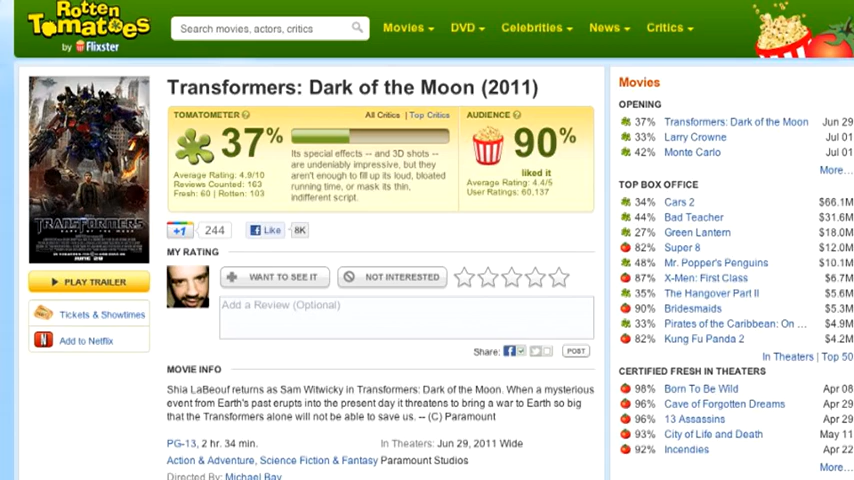 Rotten
Tomatoes
by Flixster
Search movies, actors, critics
Movies
DVD
Celebrities
News
Critics
Transformers: Dark of the Moon (2011)
TOMATOMETER ?
All Critics | Top Critics
37%
Its special effects -- and 3D shots --
are undeniably impressive, but they
aren't enough to fill up its loud, bloated
running time, or mask its thin,
indifferent script.
Average Rating: 4.9/10
Reviews Counted: 163
Fresh: 60 | Rotten: 103
AUDIENCE ?
90%
liked it
Average Rating: 4.4/5
User Ratings: 60,137
TRANSFORMERS
DARK OF THE MOON
JUNE 29
+1
244
Like
8K
PLAY TRAILER
Tickets & Showtimes
N
Add to Netflix
MY RATING
WANT TO SEE IT
NOT INTERESTED
Add a Review (Optional)
Share:
POST
MOVIE INFO
Shia LaBeouf returns as Sam Witwicky in Transformers: Dark of the Moon. When a mysterious
event from Earth's past erupts into the present day it threatens to bring a war to Earth so big
that the Transformers alone will not be able to save us. -- (C) Paramount
PG-13, 2 hr. 34 min.
In Theaters: Jun 29, 2011 Wide
Action & Adventure, Science Fiction & Fantasy
Paramount Studios
Directed By: Michael Bay
Movies
OPENING
37% Transformers: Dark of the Moon Jun 29
33% Larry Crowne Jul 01
42% Monte Carlo Jul 01
More...
TOP BOX OFFICE
34% Cars 2 $66.1M
44% Bad Teacher $31.6M
27% Green Lantern $18.0M
82% Super 8 $12.0M
48% Mr. Popper's Penguins $10.1M
87% X-Men: First Class $6.7M
35% The Hangover Part II $5.6M
90% Bridesmaids $5.3M
33% Pirates of the Caribbean: On ... $4.9M
82% Kung Fu Panda 2 $4.2M
In Theaters | Top 50
CERTIFIED FRESH IN THEATERS
98% Born To Be Wild Apr 08
96% Cave of Forgotten Dreams Apr 29
96% 13 Assassins Apr 29
93% City of Life and Death May 11
92% Incendies Apr 22
More...